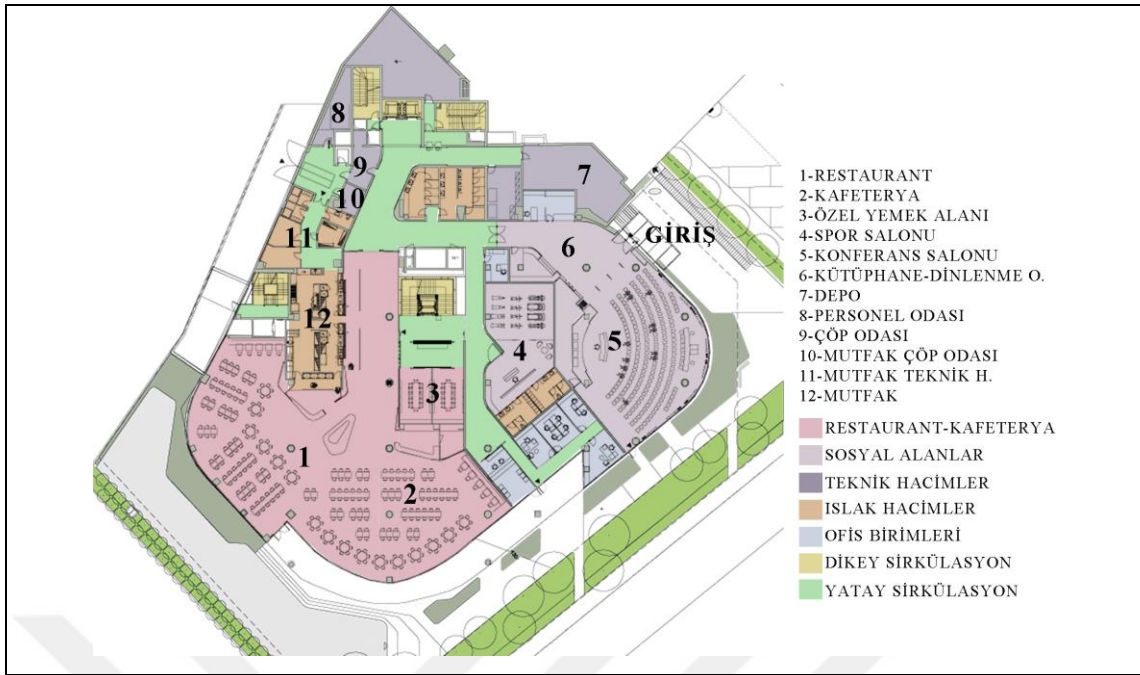 8
9
7
10
GİRİŞ
6
11
12
5
4
3
1
2
1-RESTAURANT
2-KAFETERYA
3-ÖZEL YEMEK ALANI
4-SPOR SALONU
5-KONFERANS SALONU
6-KÜTÜPHANE-DİNLENME O.
7-DEPO
8-PERSONEL ODASI
9-ÇÖP ODASI
10-MUTFAK ÇÖP ODASI
11-MUTFAK TEKNİK H.
12-MUTFAK
RESTAURANT-KAFETERYA
SOSYAL ALANLAR
TEKNİK HACİMLER
ISLAK HACİMLER
OFİS BİRİMLERİ
DİKEY SİRKÜLASYON
YATAY SİRKÜLASYON